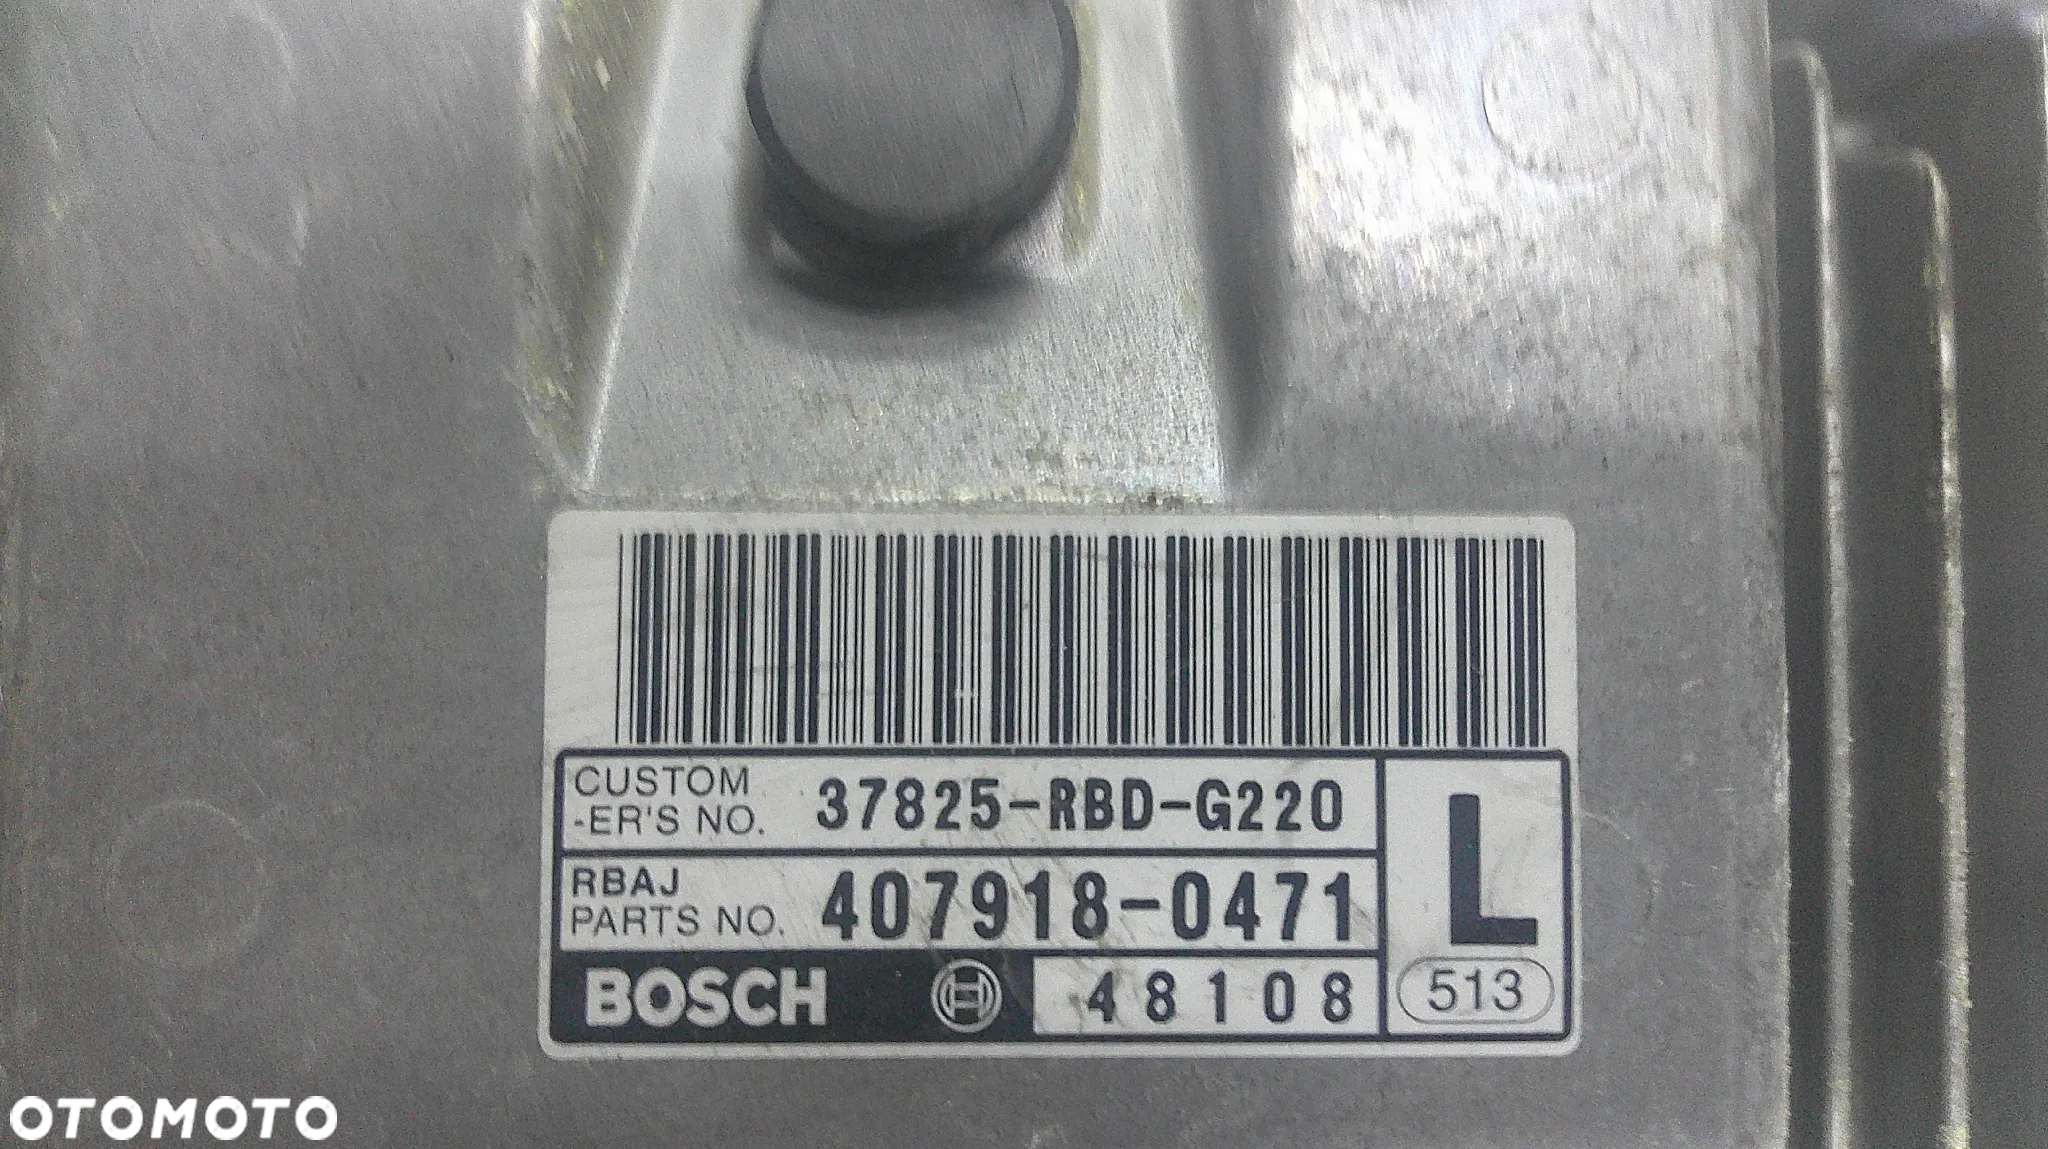 CUSTOM
-ER'S NO. 37825-RBD-G220
L
RBAJ
PARTS NO. 407918-0471
BOSCH 48108
513
OTOMOTO